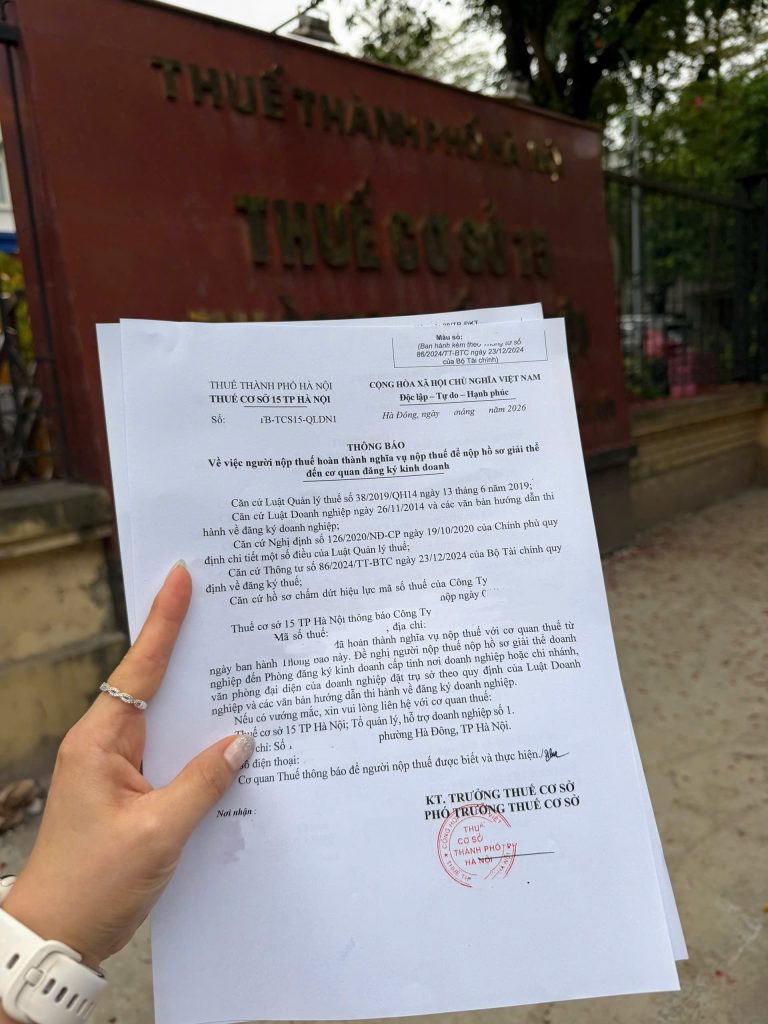 THUẾ THÀNH PHỐ HÀ NỘI
THUẾ CƠ SỞ 15
Mẫu số:
(Ban hành kèm theo Thông tư số
86/2024/TT-BTC ngày 23/12/2024
của Bộ Tài chính)
THUẾ THÀNH PHỐ HÀ NỘI
THUẾ CƠ SỞ 15 TP HÀ NỘI
Số: TB-TCS15-QLDN1
CỘNG HÒA XÃ HỘI CHỦ NGHĨA VIỆT NAM
Độc lập – Tự do – Hạnh phúc
Hà Đông, ngày tháng năm 2026
THÔNG BÁO
Về việc người nộp thuế hoàn thành nghĩa vụ nộp thuế để nộp hồ sơ giải thể
đến cơ quan đăng ký kinh doanh
Căn cứ Luật Quản lý thuế số 38/2019/QH14 ngày 13 tháng 6 năm 2019;
Căn cứ Luật Doanh nghiệp ngày 26/11/2014 và các văn bản hướng dẫn thi
hành về đăng ký doanh nghiệp;
Căn cứ Nghị định số 126/2020/NĐ-CP ngày 19/10/2020 của Chính phủ quy
định chi tiết một số điều của Luật Quản lý thuế;
Căn cứ Thông tư số 86/2024/TT-BTC ngày 23/12/2024 của Bộ Tài chính quy
định về đăng ký thuế;
Căn cứ hồ sơ chấm dứt hiệu lực mã số thuế của Công Ty
nộp ngày
Thuế cơ sở 15 TP Hà Nội thông báo Công Ty
Mã số thuế: ; địa chỉ:
đã hoàn thành nghĩa vụ nộp thuế với cơ quan thuế từ
ngày ban hành Thông báo này. Đề nghị người nộp thuế nộp hồ sơ giải thể doanh
nghiệp đến Phòng đăng ký kinh doanh cấp tỉnh nơi doanh nghiệp hoặc chi nhánh,
văn phòng đại diện của doanh nghiệp đặt trụ sở theo quy định của Luật Doanh
nghiệp và các văn bản hướng dẫn thi hành về đăng ký doanh nghiệp.
Nếu có vướng mắc, xin vui lòng liên hệ với cơ quan thuế:
Thuế cơ sở 15 TP Hà Nội; Tổ quản lý, hỗ trợ doanh nghiệp số 1.
chỉ: Số phường Hà Đông, TP Hà Nội.
số điện thoại:
Cơ quan Thuế thông báo để người nộp thuế được biết và thực hiện./.
Nơi nhận:
KT. TRƯỞNG THUẾ CƠ SỞ
PHÓ TRƯỞNG THUẾ CƠ SỞ
THUẾ
CƠ SỞ
THÀNH PHỐ
HÀ NỘI